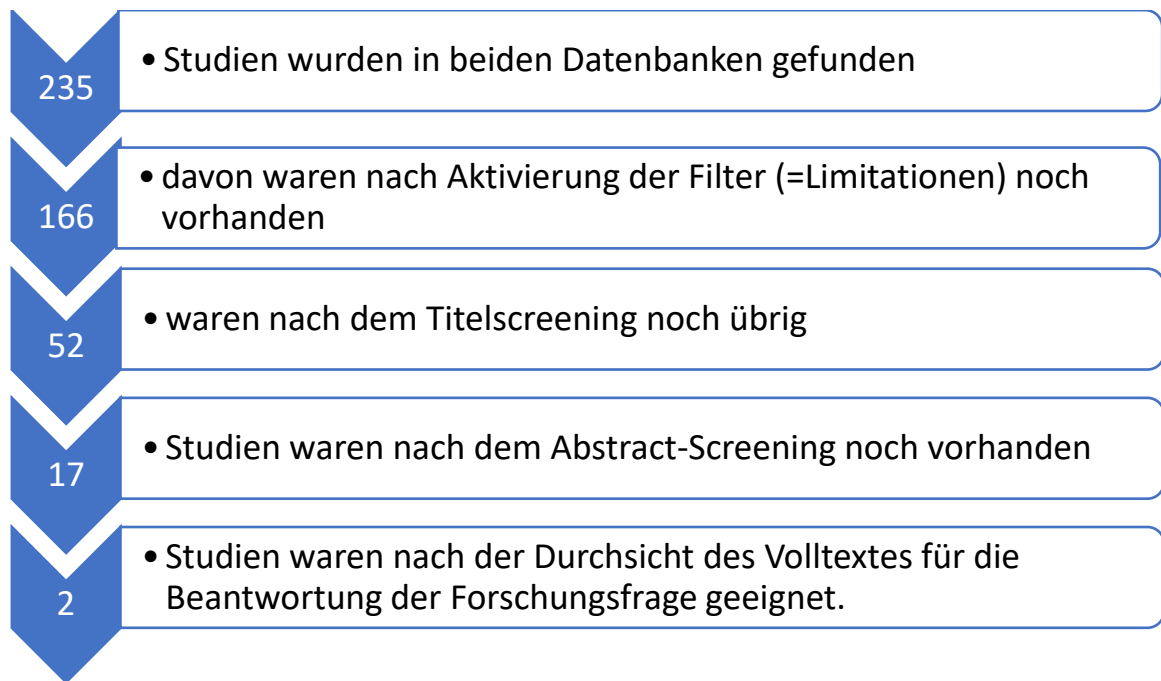 235
• Studien wurden in beiden Datenbanken gefunden
166
• davon waren nach Aktivierung der Filter (=Limitationen) noch
vorhanden
52
• waren nach dem Titelscreening noch übrig
17
• Studien waren nach dem Abstract-Screening noch vorhanden
2
• Studien waren nach der Durchsicht des Volltextes für die
Beantwortung der Forschungsfrage geeignet.